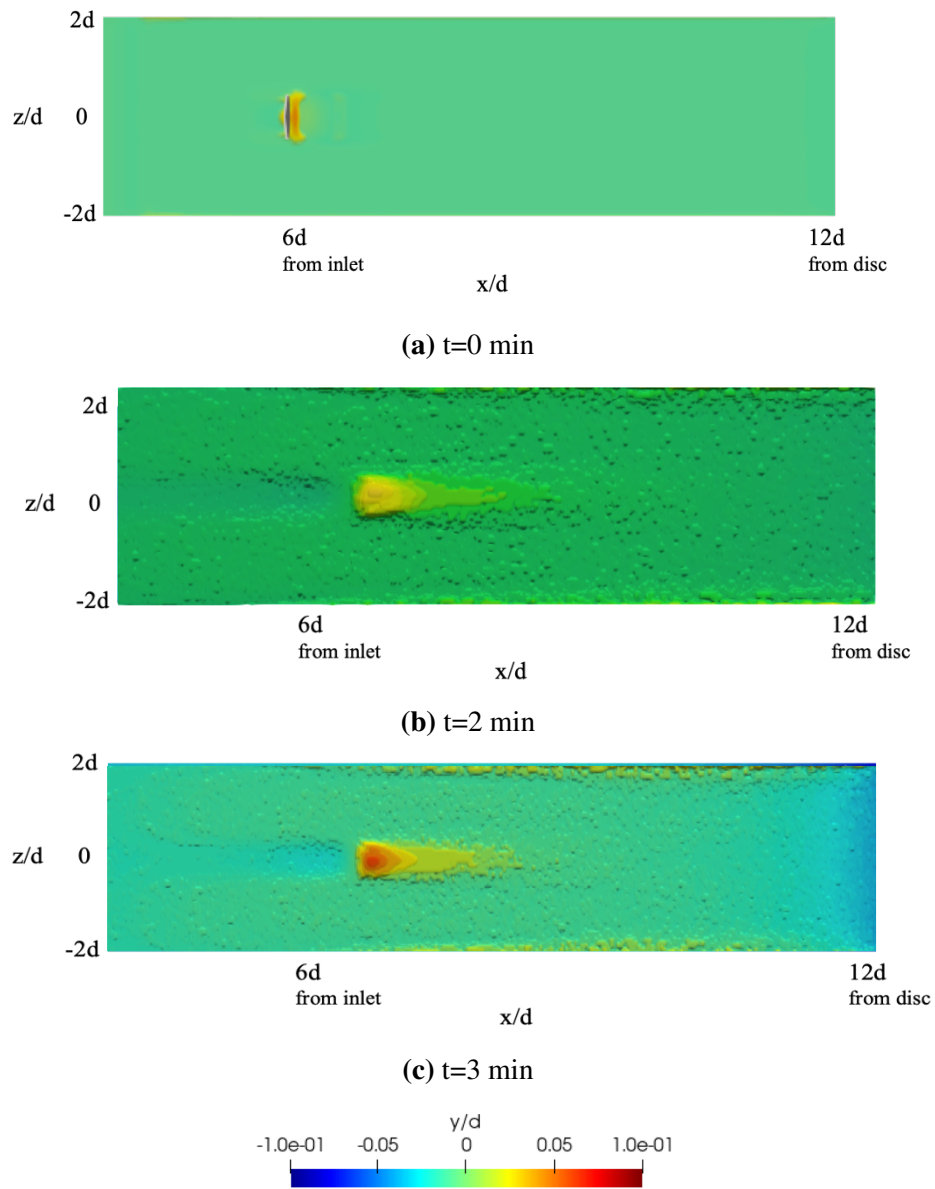 2d
z/d 0
-2d
6d 12d
from inlet from disc
x/d
(a) t=0 min
2d
z/d 0
-2d
6d 12d
from inlet from disc
x/d
(b) t=2 min
2d
z/d 0
-2d
6d 12d
from inlet from disc
x/d
(c) t=3 min
y/d
-1.0e-01 -0.05 0 0.05 1.0e-01